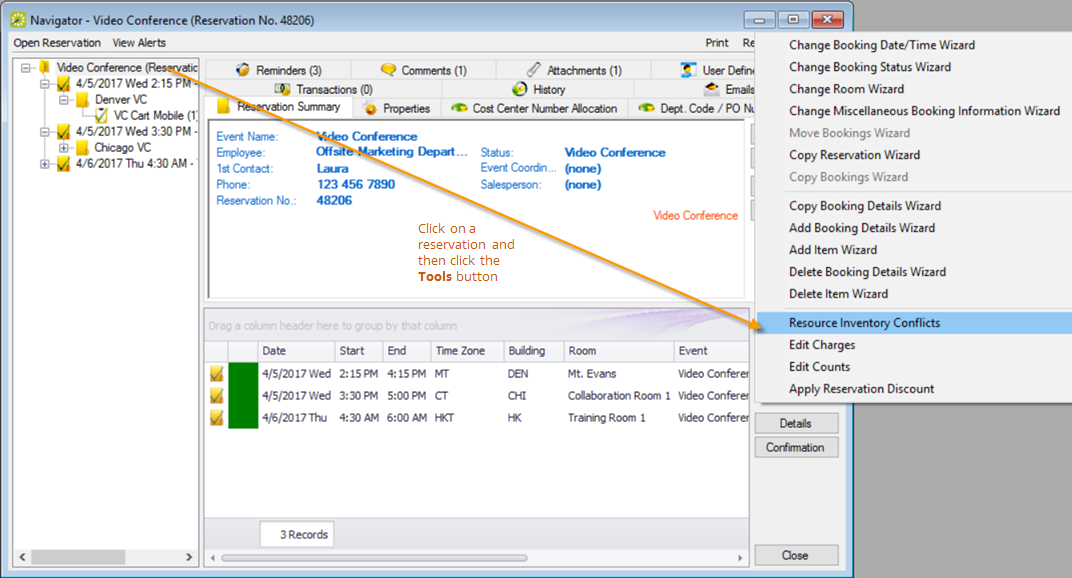 Navigator - Video Conference (Reservation No. 48206)
Open Reservation View Alerts Print
Video Conference (Reservatic
4/5/2017 Wed 2:15 PM -
Denver VC
VC Cart Mobile (1)
4/5/2017 Wed 3:30 PM -
Chicago VC
4/6/2017 Thu 4:30 AM -
Reminders (3) Comments (1) Attachments (1) User Define
Transactions (0) History Emails
Reservation Summary Properties Cost Center Number Allocation Dept. Code / PO Nu
Event Name: Video Conference
Employee: Offsite Marketing Depart... Status: Video Conference
1st Contact: Laura Event Coordin... (none)
Phone: 123 456 7890 Salesperson: (none)
Reservation No.: 48206
Video Conference
Click on a
reservation and
then click the
Tools button
Drag a column header here to group by that column
Date Start End Time Zone Building Room Event
4/5/2017 Wed 2:15 PM 4:15 PM MT DEN Mt. Evans Video Conferer
4/5/2017 Wed 3:30 PM 5:00 PM CT CHI Collaboration Room 1 Video Conferer
4/6/2017 Thu 4:30 AM 6:00 AM HKT HK Training Room 1 Video Conferer
3 Records
Change Booking Date/Time Wizard
Change Booking Status Wizard
Change Room Wizard
Change Miscellaneous Booking Information Wizard
Move Bookings Wizard
Copy Reservation Wizard
Copy Bookings Wizard
Copy Booking Details Wizard
Add Booking Details Wizard
Add Item Wizard
Delete Booking Details Wizard
Delete Item Wizard
Resource Inventory Conflicts
Edit Charges
Edit Counts
Apply Reservation Discount
Details
Confirmation
Close